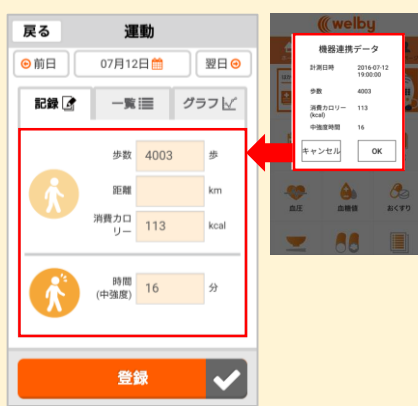 戻る
運動
前日
07月12日
翌日
記録
一覧
グラフ
歩数
4003
歩
距離
km
消費カロ
リー
113
kcal
時間
(中強度)
16
分
登録
welby
機器連携データ
計測日時
2016-07-12
19:00:00
歩数
4003
消費カロリー
(kcal)
113
中強度時間
16
キャンセル
OK
血圧
血糖値
おくすり